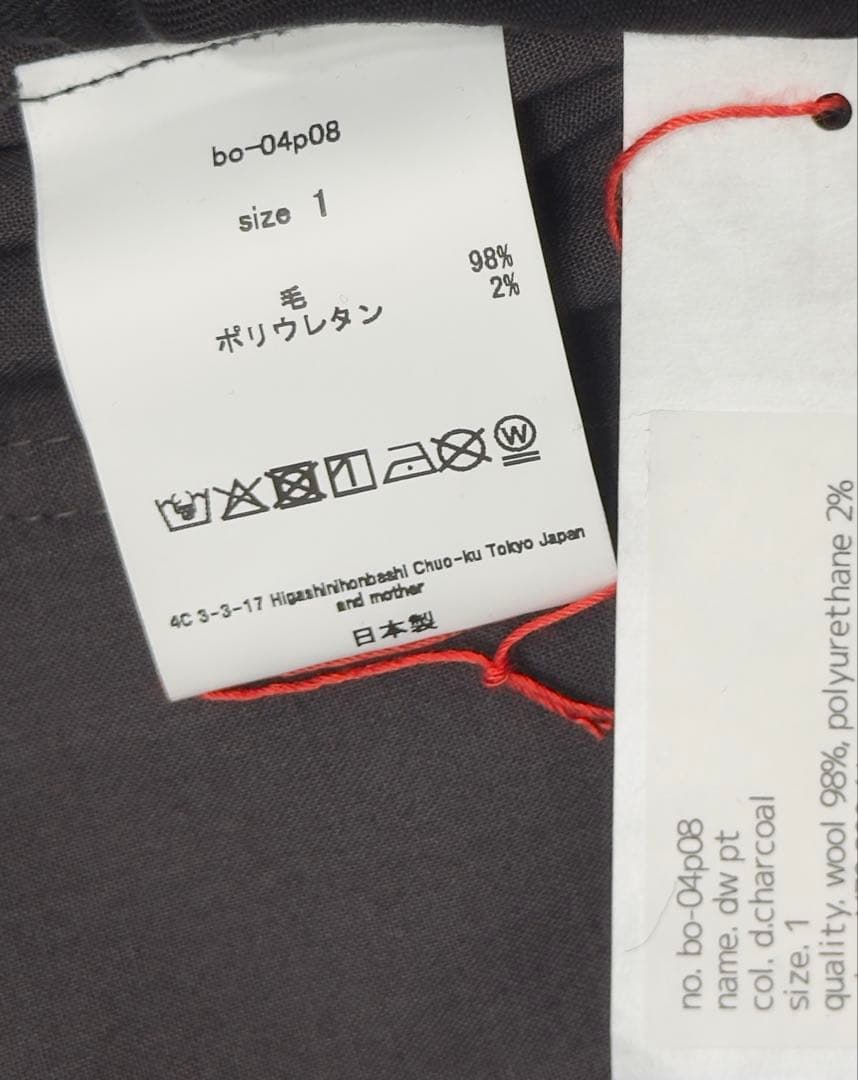 bo-04p08
size 1
毛 98%
ポリウレタン 2%
W
4C 3-3-17 Higashinihonbashi Chuo-ku Tokyo Japan
and mother
日本製
no. bo-04p08
name. dw pt
col. d.charcoal
size. 1
quality. wool 98%, polyurethane 2%